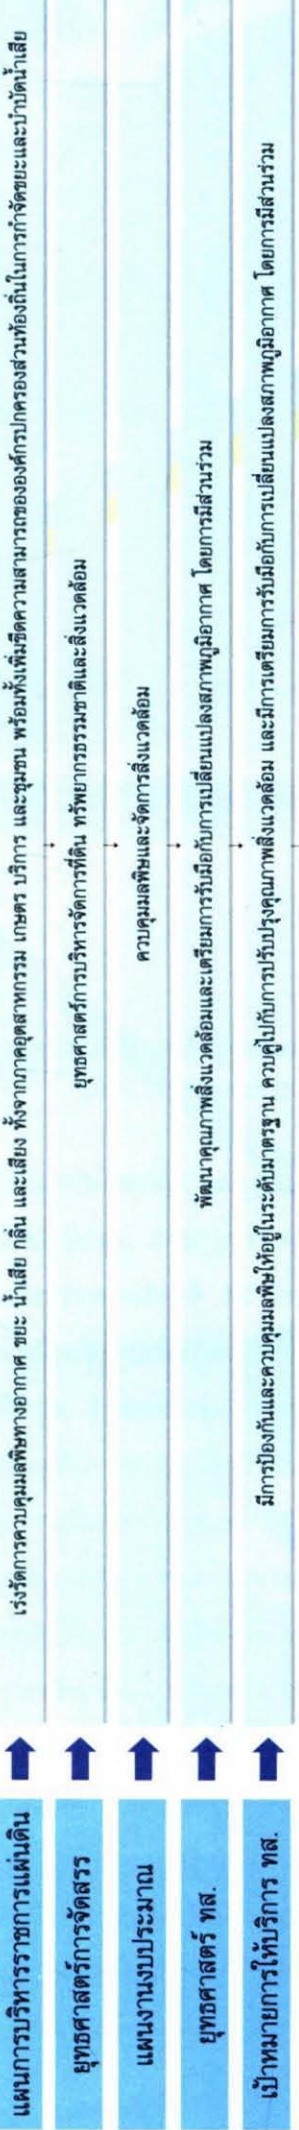 แผนการบริหารราชการแผ่นดิน
เร่งรัดการควบคุมมลพิษทางอากาศ ขยะ น้ำเสีย กลิ่น และเสียง ทั้งจากภาคอุตสาหกรรม เกษตร บริการ และชุมชน พร้อมทั้งเพิ่มขีดความสามารถขององค์กรปกครองส่วนท้องถิ่นในการกำจัดขยะและบำบัดน้ำเสีย
ยุทธศาสตร์การจัดสรร
ยุทธศาสตร์การบริหารจัดการที่ดิน ทรัพยากรธรรมชาติและสิ่งแวดล้อม
แผนงานงบประมาณ
ควบคุมมลพิษและจัดการสิ่งแวดล้อม
ยุทธศาสตร์ ทส.
พัฒนาคุณภาพสิ่งแวดล้อมและเตรียมการรับมือกับการเปลี่ยนแปลงสภาพภูมิอากาศ โดยการมีส่วนร่วม
เป้าหมายการให้บริการ ทส.
มีการป้องกันและควบคุมมลพิษให้อยู่ในระดับมาตรฐาน ควบคู่ไปกับการปรับปรุงคุณภาพสิ่งแวดล้อม และมีการเตรียมการรับมือกับการเปลี่ยนแปลงสภาพภูมิอากาศ โดยการมีส่วนร่วม